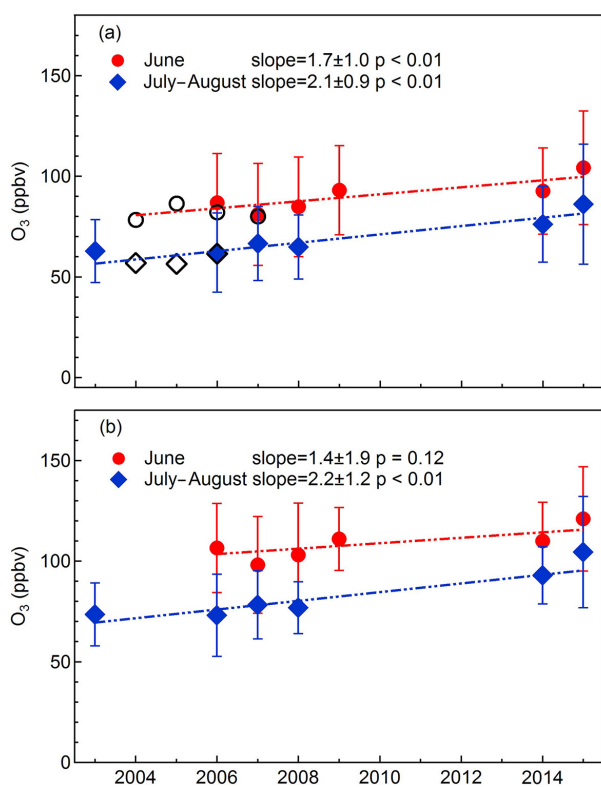 (a)
June slope=1.7±1.0 p < 0.01
July−August slope=2.1±0.9 p < 0.01
150
100
50
0
O3 (ppbv)
(b)
June slope=1.4±1.9 p = 0.12
July−August slope=2.2±1.2 p < 0.01
150
100
50
0
O3 (ppbv)
2004 2006 2008 2010 2012 2014